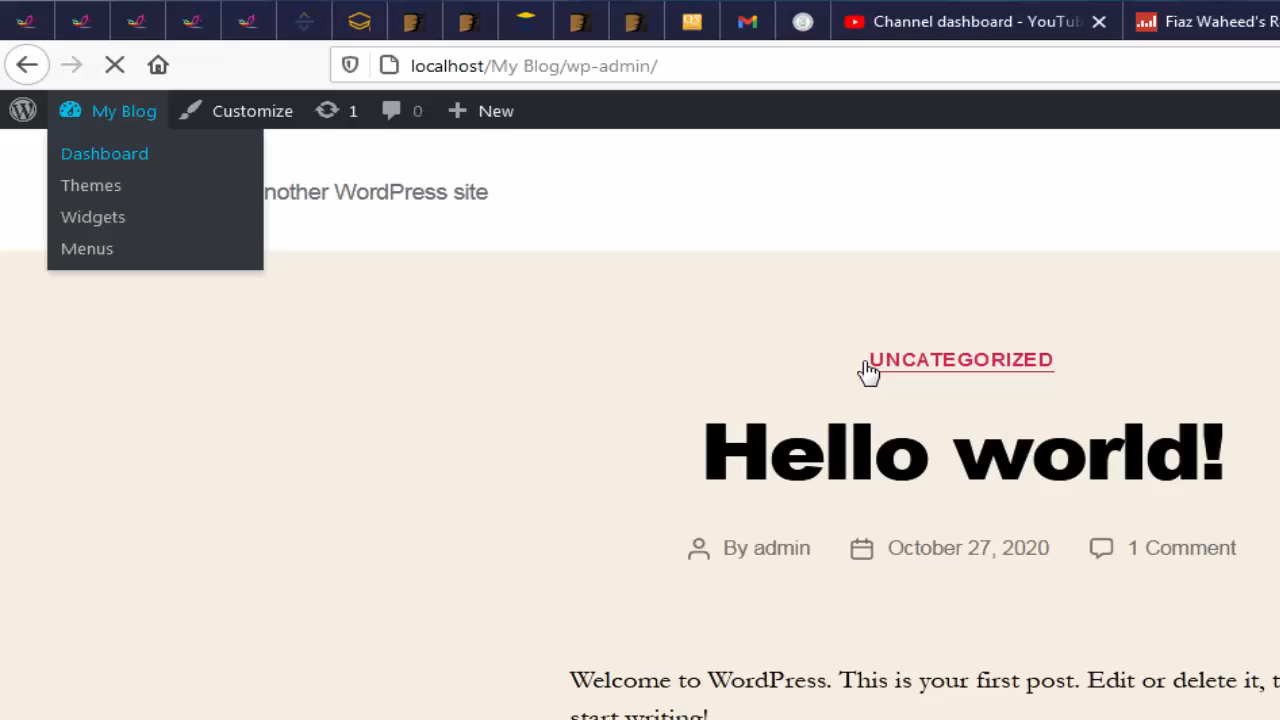 Channel dashboard - YouTub
Fiaz Waheed's R
localhost/My Blog/wp-admin/
My Blog
Customize
1
0
New
Dashboard
Themes
Widgets
Menus
nother WordPress site
UNCATEGORIZED
Hello world!
By admin
October 27, 2020
1 Comment
Welcome to WordPress. This is your first post. Edit or delete it, t
start writing!